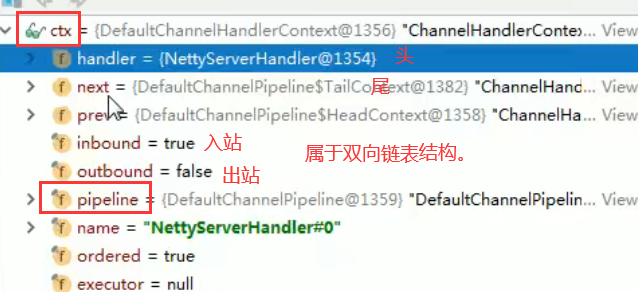 ctx = {DefaultChannelHandlerContext@1356} "ChannelHandlerConte... View
handler = {NettyServerHandler@1354} 头
next = {DefaultChannelPipeline$TailContext@1382} "ChannelHand... View 尾
prev = {DefaultChannelPipeline$HeadContext@1358} "ChannelHa... View
inbound = true 入站
属于双向链表结构。
outbound = false 出站
pipeline = {DefaultChannelPipeline@1359} "DefaultChannelPipelin... View
name = "NettyServerHandler#0"
ordered = true
executor = null